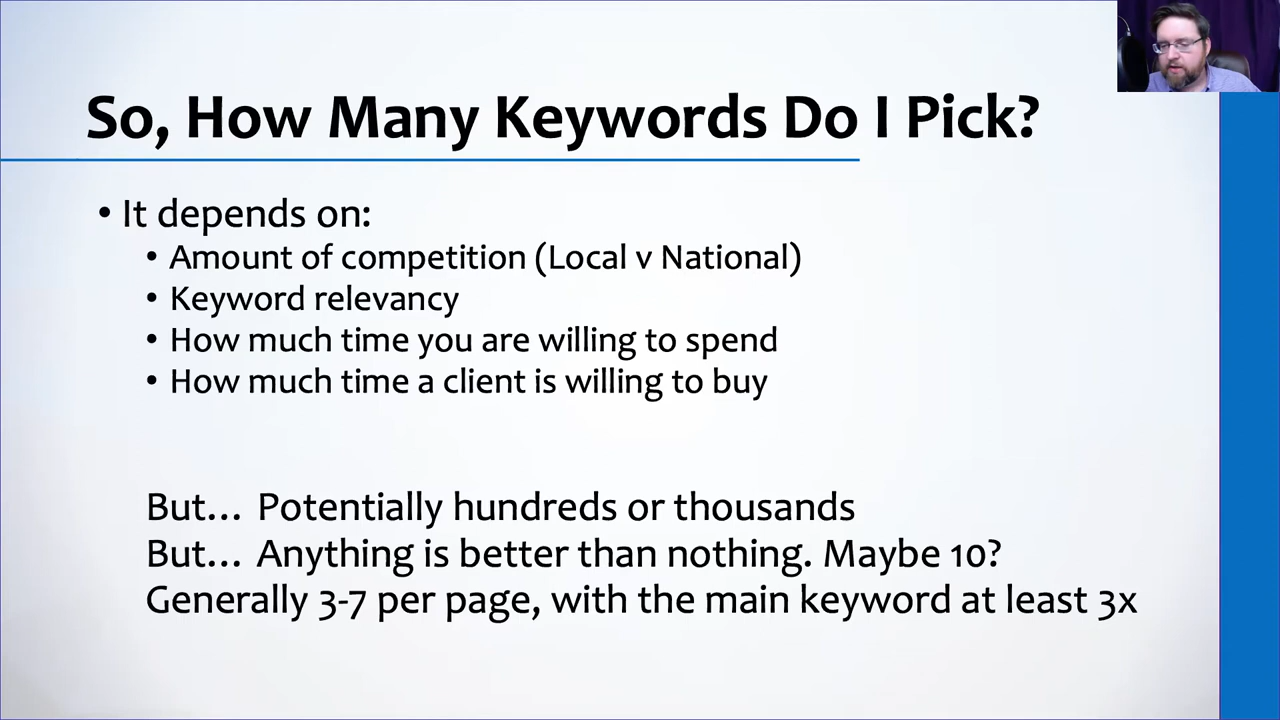 So, How Many Keywords Do I Pick?
• It depends on:
• Amount of competition (Local v National)
• Keyword relevancy
• How much time you are willing to spend
• How much time a client is willing to buy
But… Potentially hundreds or thousands
But… Anything is better than nothing. Maybe 10?
Generally 3-7 per page, with the main keyword at least 3x